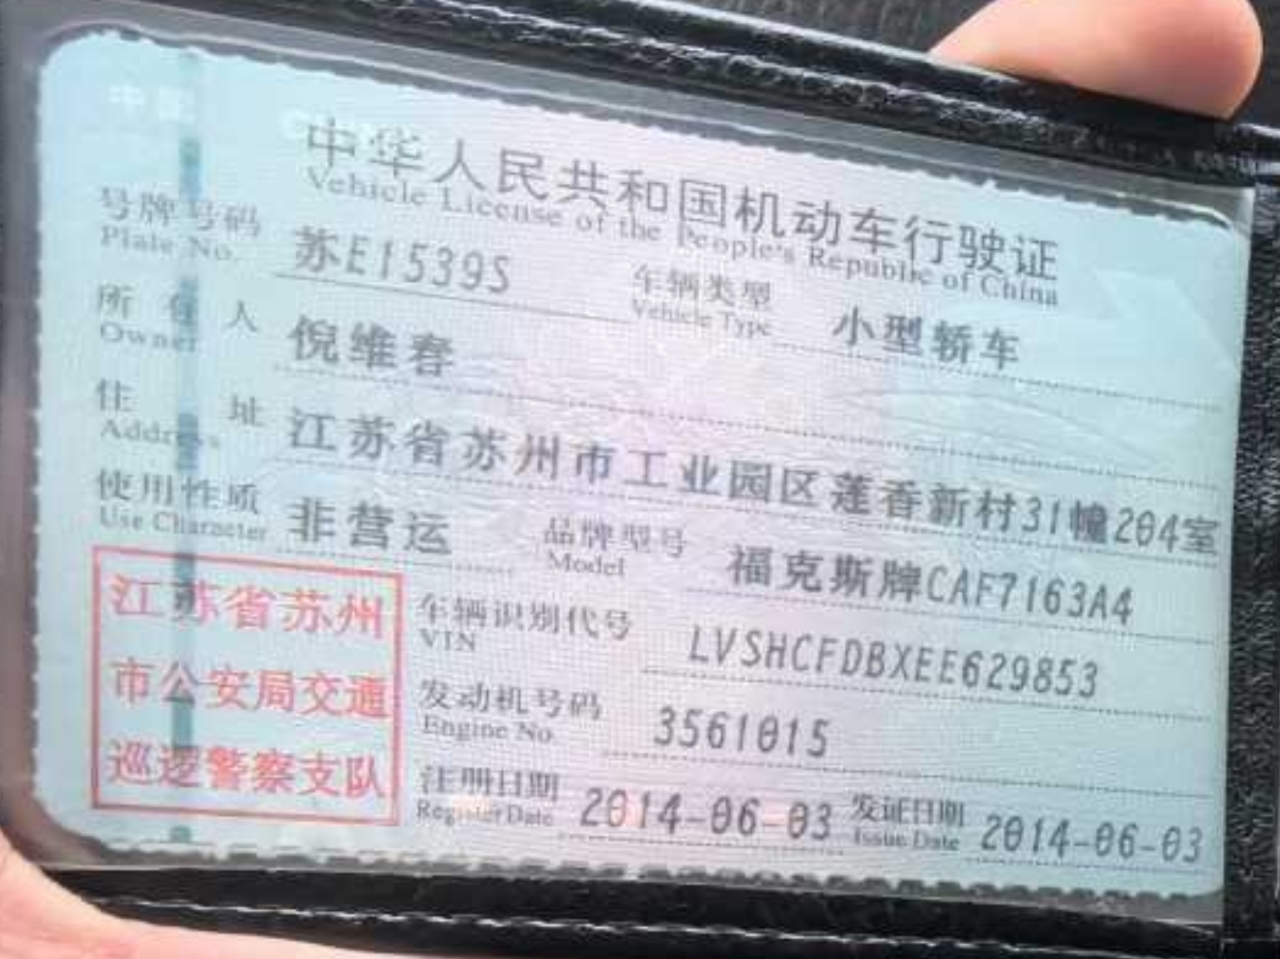 中华人民共和国机动车行驶证
Vehicle License of the People's Republic of China
号牌号码 苏E1539S 车辆类型 小型轿车
Plate No. Vehicle Type
所有人 倪维春
Owner
住址 江苏省苏州市工业园区莲香新村31幢204室
Address
使用性质 非营运 品牌型号 福克斯牌CAF7163A4
Use Character Model
车辆识别代号 LVSHCFDBXEE629853
VIN
发动机号码 3561015
Engine No.
注册日期 2014-06-03 发证日期 2014-06-03
Register Date Issue Date
江苏省苏州
市公安局交通
巡逻警察支队